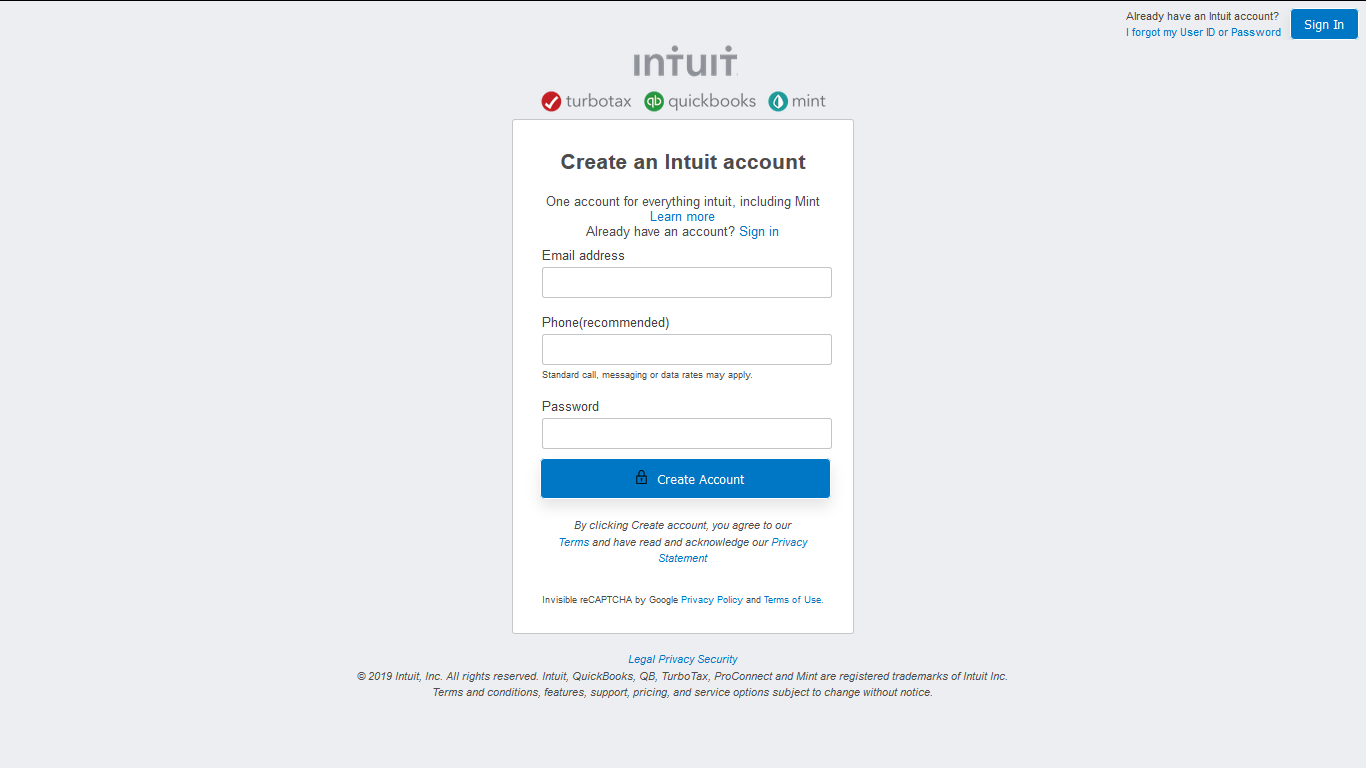 Already have an Intuit account?
I forgot my User ID or Password
Sign In
intuit
turbotax
qb quickbooks
mint
Create an Intuit account
One account for everything intuit, including Mint
Learn more
Already have an account? Sign in
Email address
Phone(recommended)
Standard call, messaging or data rates may apply.
Password
Create Account
By clicking Create account, you agree to our
Terms and have read and acknowledge our Privacy
Statement
Invisible reCAPTCHA by Google Privacy Policy and Terms of Use.
Legal Privacy Security
© 2019 Intuit, Inc. All rights reserved. Intuit, QuickBooks, QB, TurboTax, ProConnect and Mint are registered trademarks of Intuit Inc.
Terms and conditions, features, support, pricing, and service options subject to change without notice.